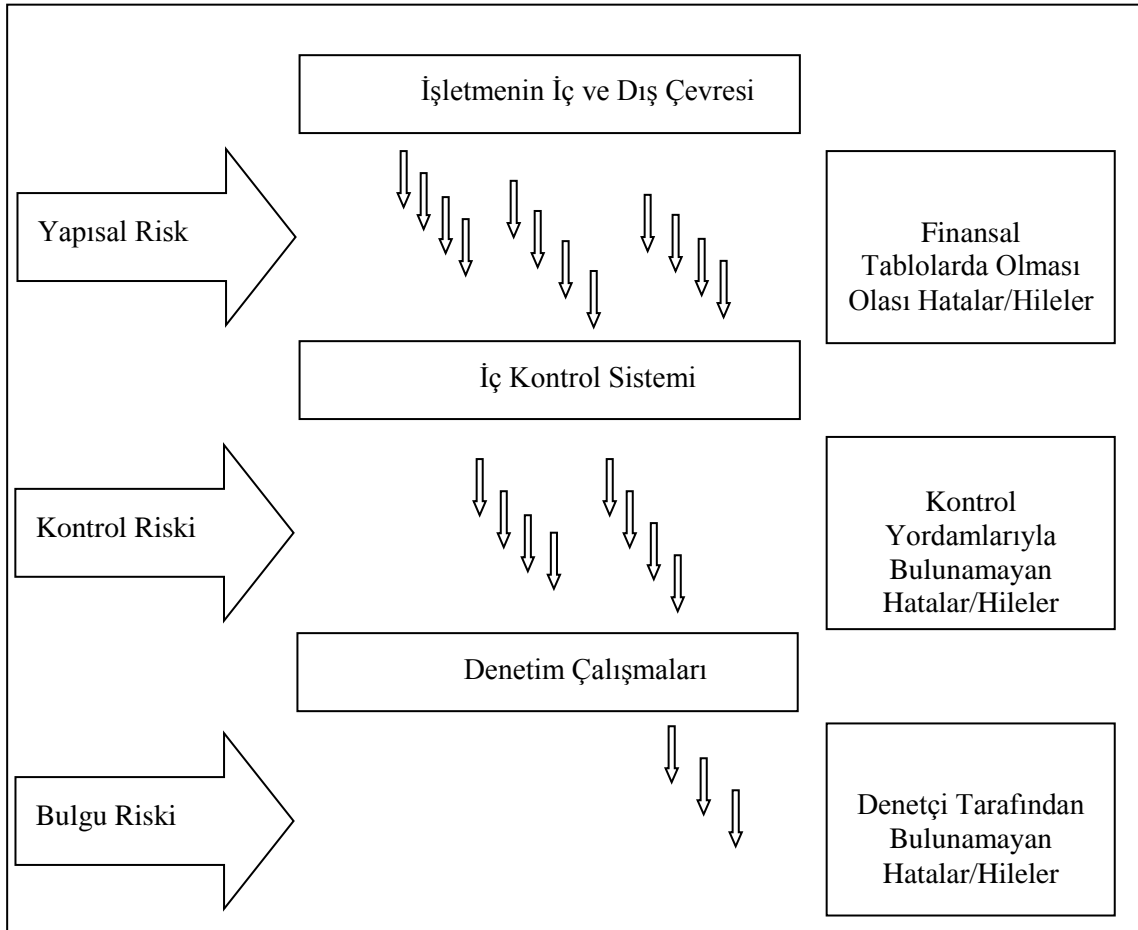 İşletmenin İç ve Dış Çevresi
Yapısal Risk
Finansal
Tablolarda Olması
Olası Hatalar/Hileler
İç Kontrol Sistemi
Kontrol Riski
Kontrol
Yordamlarıyla
Bulunamayan
Hatalar/Hileler
Denetim Çalışmaları
Bulgu Riski
Denetçi Tarafından
Bulunamayan
Hatalar/Hileler